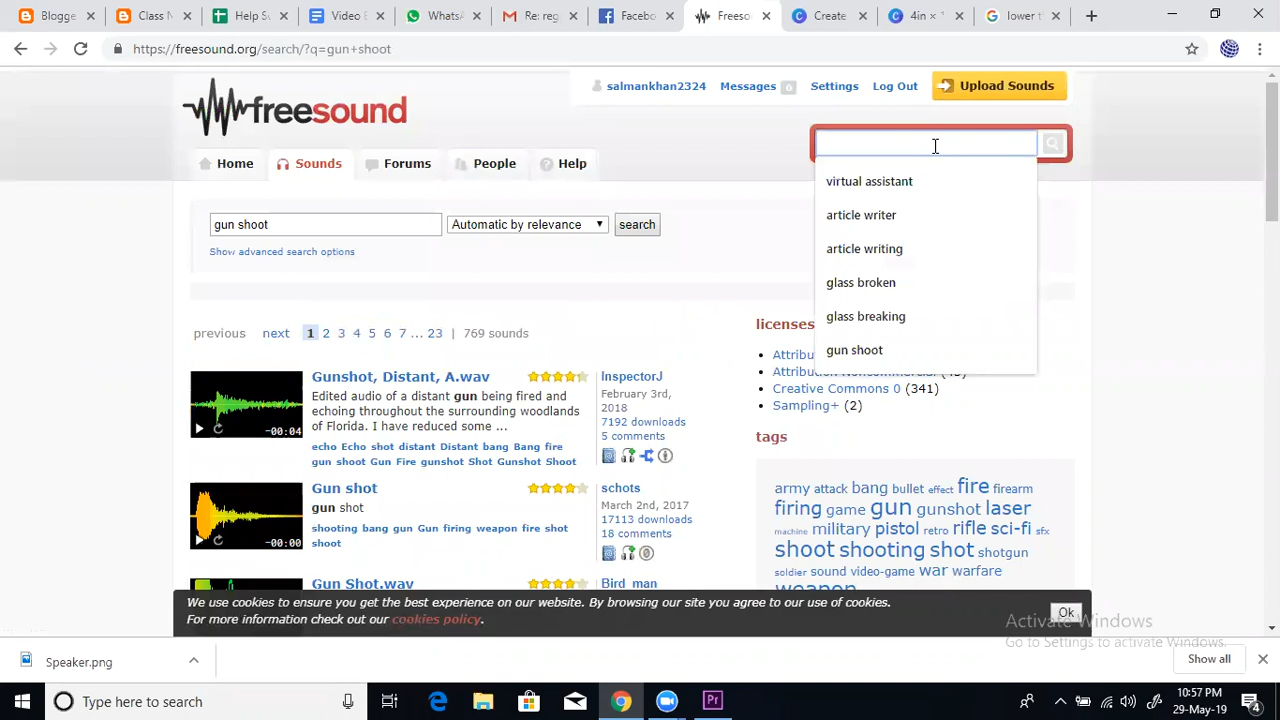 Blogge
Class N
Help Su
Video E
WhatsA
M Re: reg
Facebo
Freeso
Create
4in × 1
lower t
https://freesound.org/search/?q=gun+shoot
freesound
salmankhan2324 Messages 0 Settings Log Out Upload Sounds
Home Sounds Forums People Help
virtual assistant
article writer
article writing
glass broken
glass breaking
gun shoot
gun shoot Automatic by relevance search
Show advanced search options
previous next 1 2 3 4 5 6 7 ... 23 | 769 sounds
Gunshot, Distant, A.wav
Edited audio of a distant gun being fired and
echoing throughout the surrounding woodlands
of Florida. I have reduced some ...
echo Echo shot distant Distant bang Bang fire
gun shoot Gun Fire gunshot Shot Gunshot Shoot
-00:04
InspectorJ
February 3rd,
2018
7192 downloads
5 comments
Gun shot
gun shot
shooting bang gun Gun firing weapon fire shot
shoot
-00:00
schots
March 2nd, 2017
17113 downloads
18 comments
Gun Shot.wav
Bird_man
licenses
Attribu
Creative Commons 0 (341)
Sampling+ (2)
tags
army attack bang bullet effect fire firearm
firing game gun gunshot laser
machine military pistol retro rifle sci-fi sfx
shoot shooting shot shotgun
soldier sound video-game war warfare
weapon
We use cookies to ensure you get the best experience on our website. By browsing our site you agree to our use of cookies.
For more information check out our cookies policy.
Ok
Activate Windows
Go to Settings to activate Windows.
Speaker.png
Show all
Type here to search
Pr
10:57 PM
29-May-19
4